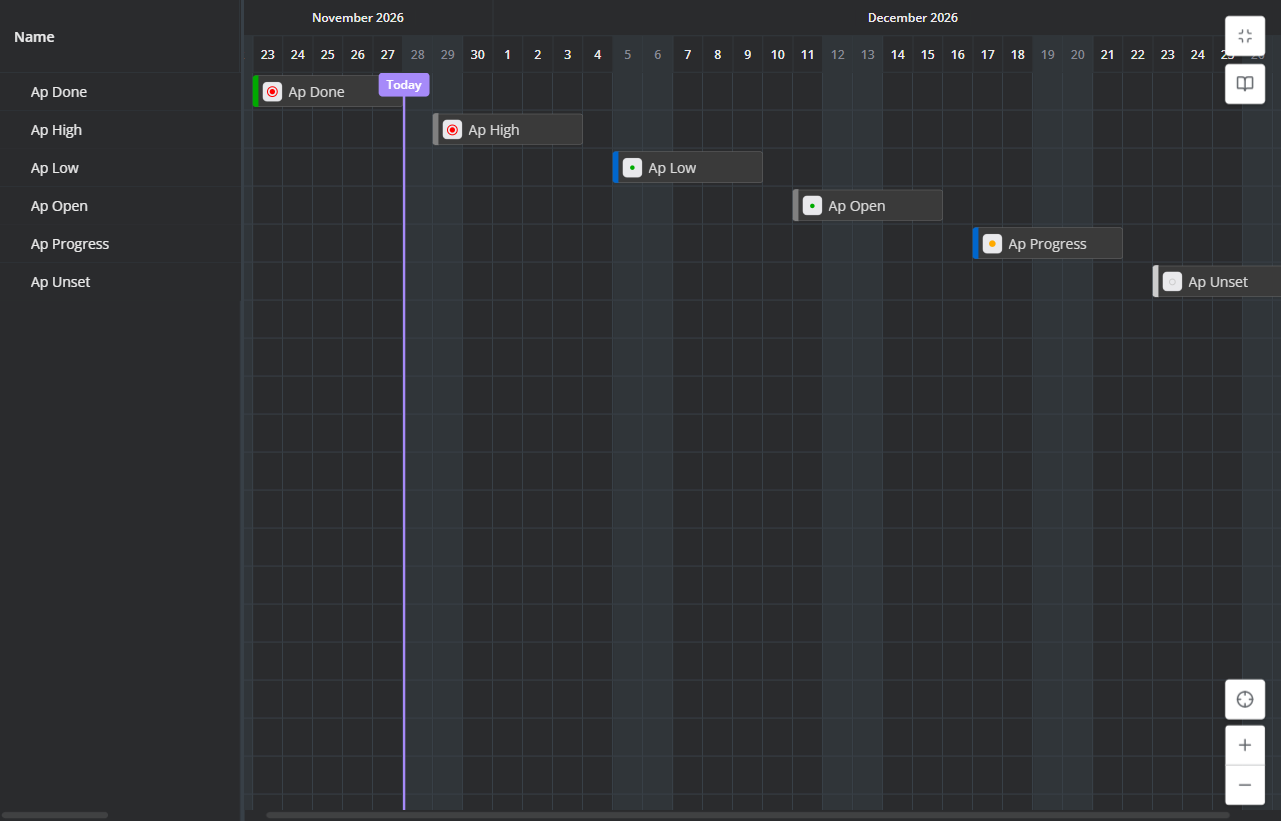 November 2026 December 2026
Name
23 24 25 26 27 28 29 30 1 2 3 4 5 6 7 8 9 10 11 12 13 14 15 16 17 18 19 20 21 22 23 24
Today
Ap Done Ap Done
Ap High Ap High
Ap Low Ap Low
Ap Open Ap Open
Ap Progress Ap Progress
Ap Unset Ap Unset